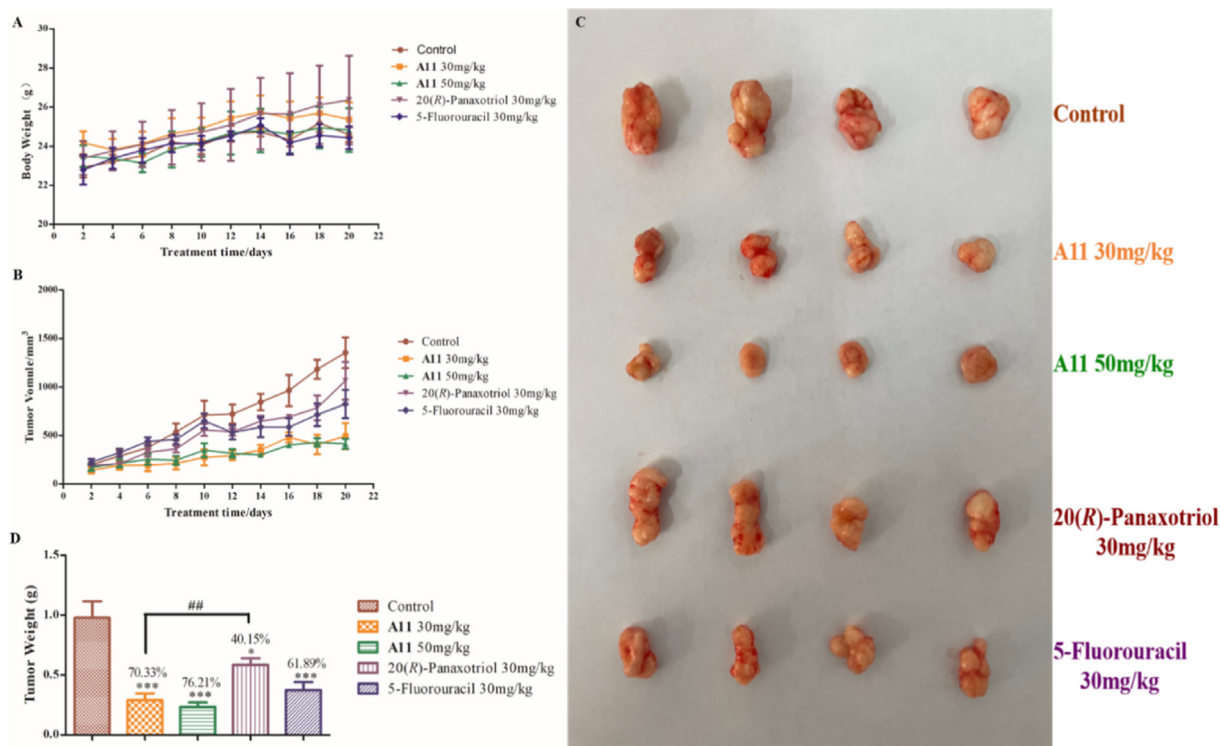 A
Body Weight (g)
30
28
26
24
22
20
0 2 4 6 8 10 12 14 16 18 20 22
Treatment time/days
Control
A11 30mg/kg
A11 50mg/kg
20(R)-Panaxotriol 30mg/kg
5-Fluorouracil 30mg/kg
B
Tumor Vomule/mm³
2000
1500
1000
500
0
0 2 4 6 8 10 12 14 16 18 20 22
Treatment time/days
Control
A11 30mg/kg
A11 50mg/kg
20(R)-Panaxotriol 30mg/kg
5-Fluorouracil 30mg/kg
D
Tumor Weight (g)
1.5
1.0
0.5
0.0
##
70.33%
***
76.21%
***
40.15%
*
61.89%
***
Control
A11 30mg/kg
A11 50mg/kg
20(R)-Panaxotriol 30mg/kg
5-Fluorouracil 30mg/kg
C
Control
A11 30mg/kg
A11 50mg/kg
20(R)-Panaxotriol
30mg/kg
5-Fluorouracil
30mg/kg